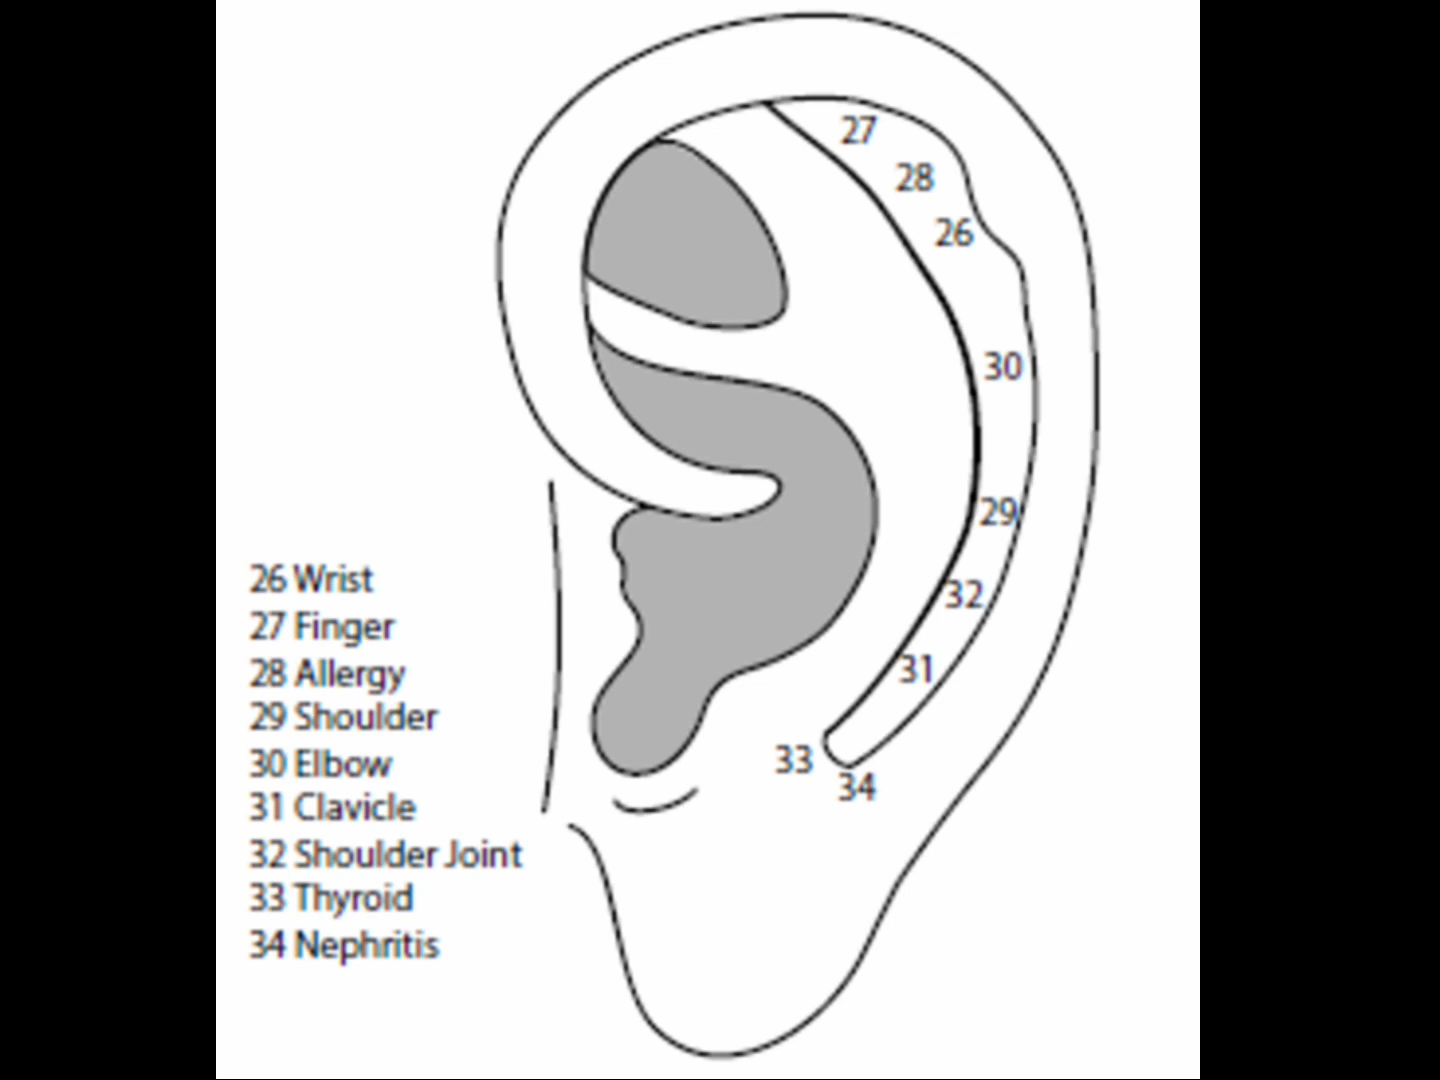 27
28
26
30
29
32
31
33
34
26 Wrist
27 Finger
28 Allergy
29 Shoulder
30 Elbow
31 Clavicle
32 Shoulder Joint
33 Thyroid
34 Nephritis